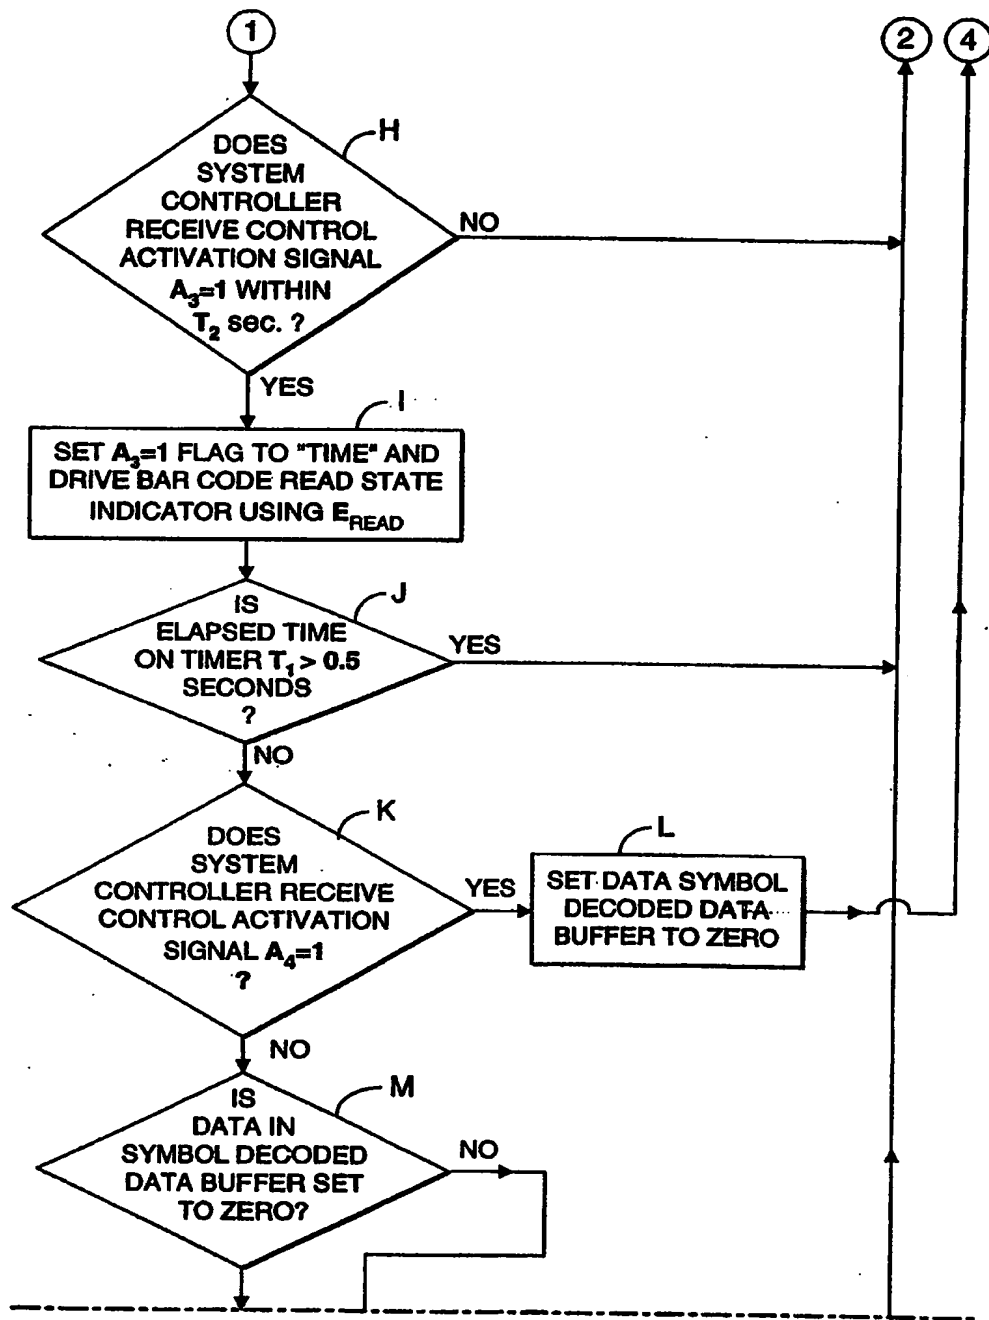 1
2
4
H
DOES
SYSTEM
CONTROLLER
RECEIVE CONTROL
ACTIVATION SIGNAL
A₃=1 WITHIN
T₂ sec. ?
NO
YES
I
SET A₃=1 FLAG TO "TIME" AND
DRIVE BAR CODE READ STATE
INDICATOR USING E_READ
J
IS
ELAPSED TIME
ON TIMER T₁ > 0.5
SECONDS
?
YES
NO
K
DOES
SYSTEM
CONTROLLER RECEIVE
CONTROL ACTIVATION
SIGNAL A₄=1
?
YES
L
SET DATA SYMBOL
DECODED DATA
BUFFER TO ZERO
NO
M
IS
DATA IN
SYMBOL DECODED
DATA BUFFER SET
TO ZERO?
NO